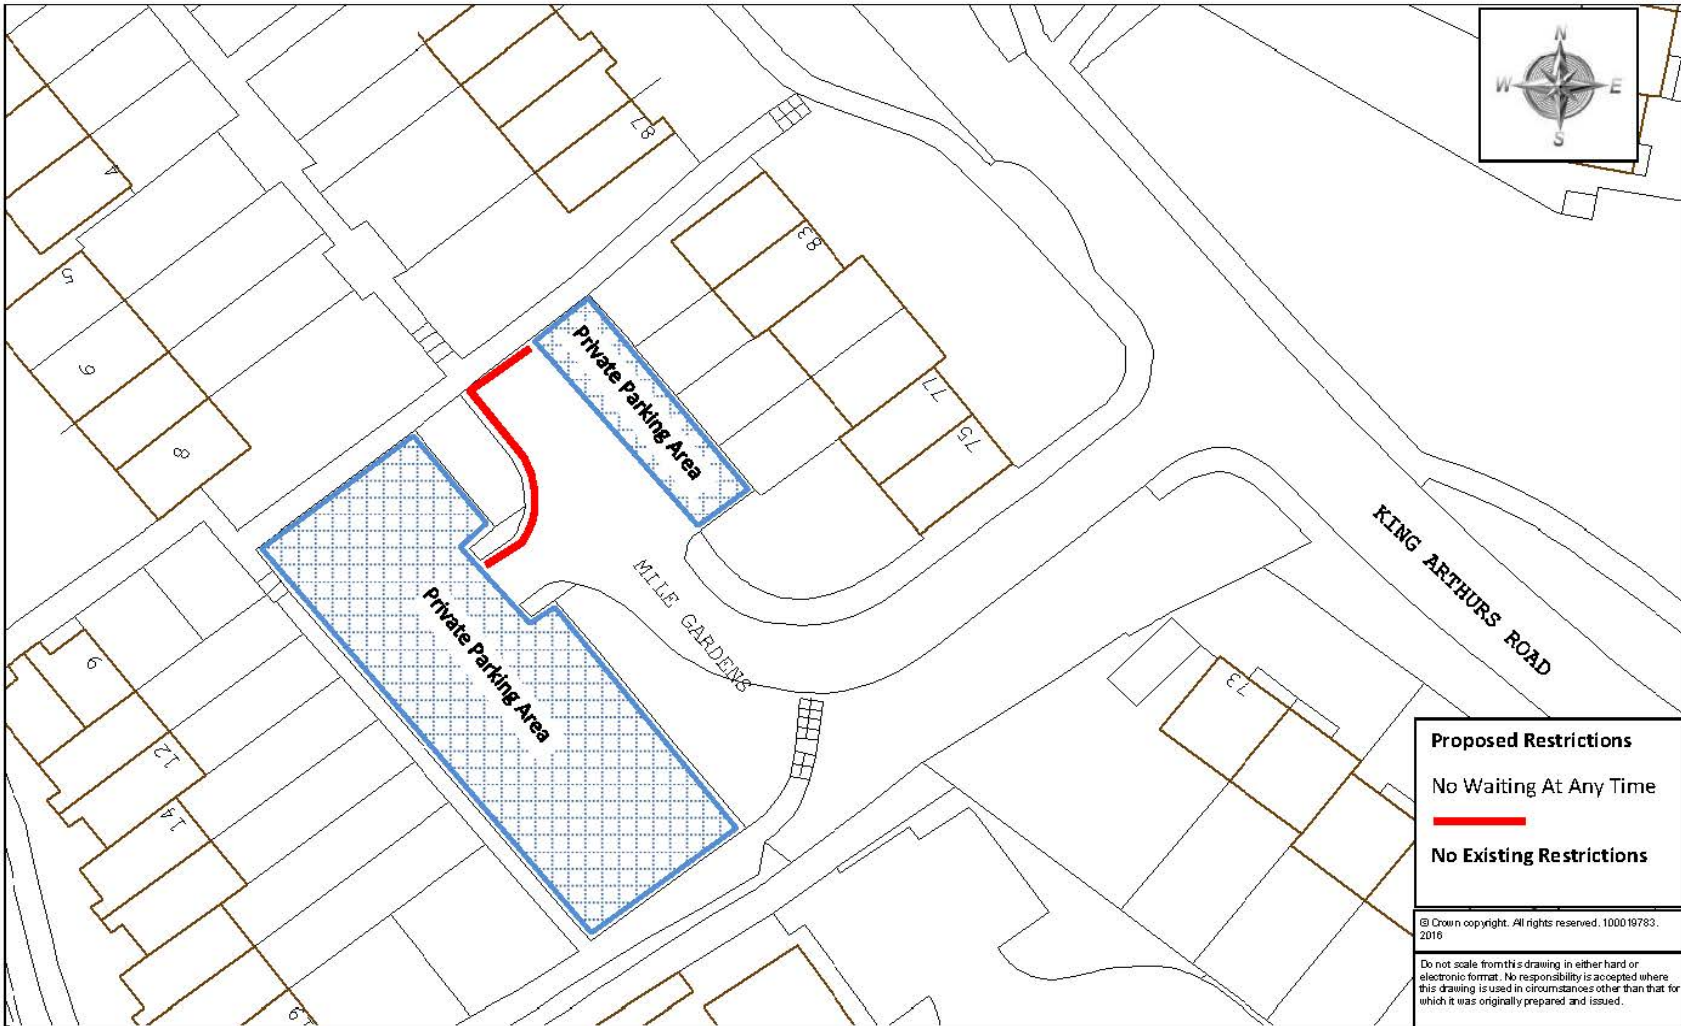 N
W E
S
87
4
83
5
6
77
75
8
Private Parking Area
KING ARTHURS ROAD
MILE GARDENS
Private Parking Area
9
73
12
14
19
Proposed Restrictions
No Waiting At Any Time
No Existing Restrictions
© Crown copyright. All rights reserved. 100019783.
2016
Do not scale from this drawing in either hard or
electronic format. No responsibility is accepted where
this drawing is used in circumstances other than that for
which it was originally prepared and issued.